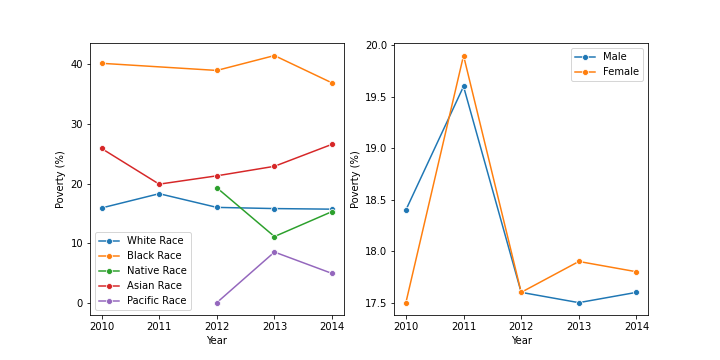 Poverty (%)
40
30
20
10
0
White Race
Black Race
Native Race
Asian Race
Pacific Race
2010 2011 2012 2013 2014
Year
Poverty (%)
20.0
19.5
19.0
18.5
18.0
17.5
Male
Female
2010 2011 2012 2013 2014
Year